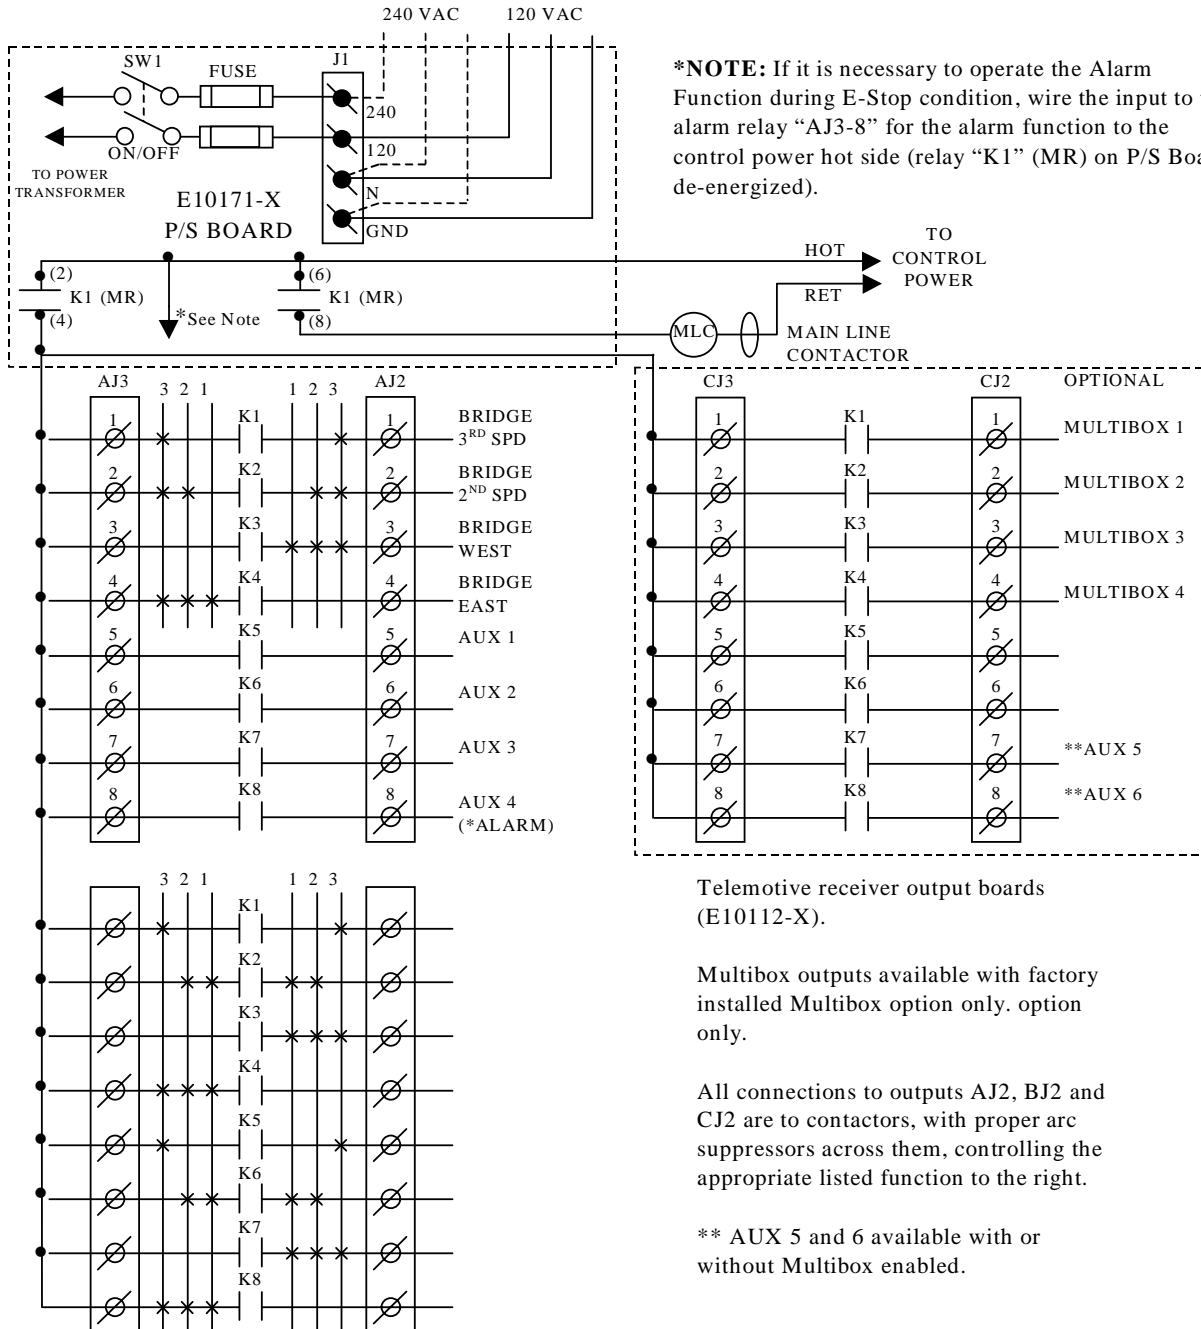 240 VAC
120 VAC
SW1
FUSE
J1
240
120
N
GND
ON/OFF
TO POWER
TRANSFORMER
E10171-X
P/S BOARD
*NOTE: If it is necessary to operate the Alarm
Function during E-Stop condition, wire the input to
alarm relay “AJ3-8” for the alarm function to the
control power hot side (relay “K1” (MR) on P/S
de-energized).
(2)
K1 (MR)
(4)
*See Note
(6)
K1 (MR)
(8)
HOT
RET
TO
CONTROL
POWER
MLC
MAIN LINE
CONTACTOR
AJ3
3 2 1
1 2 3
AJ2
1
K1
1
BRIDGE
3RD SPD
2
K2
2
BRIDGE
2ND SPD
3
K3
3
BRIDGE
WEST
4
K4
4
BRIDGE
EAST
5
K5
5
AUX 1
6
K6
6
AUX 2
7
K7
7
AUX 3
8
K8
8
AUX 4
(*ALARM)
CJ3
CJ2
OPTIONAL
1
K1
1
MULTIBOX 1
2
K2
2
MULTIBOX 2
3
K3
3
MULTIBOX 3
4
K4
4
MULTIBOX 4
5
K5
5
6
K6
6
7
K7
7
**AUX 5
8
K8
8
**AUX 6
3 2 1
1 2 3
K1
K2
K3
K4
K5
K6
K7
K8
Telemotive receiver output boards
(E10112-X).
Multibox outputs available with factory
installed Multibox option only. option
only.
All connections to outputs AJ2, BJ2 and
CJ2 are to contactors, with proper arc
suppressors across them, controlling the
appropriate listed function to the right.
** AUX 5 and 6 available with or
without Multibox enabled.